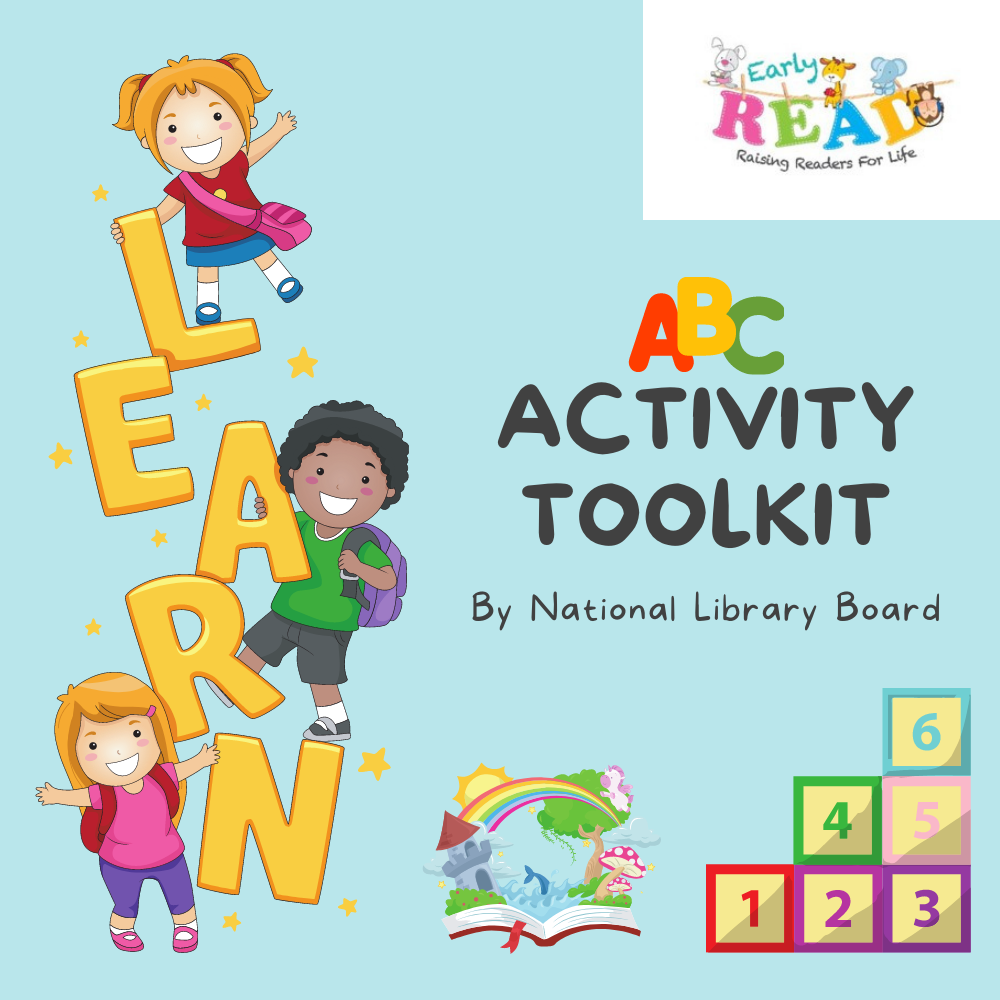 Early
READ
Raising Readers For Life
LEARN
ABC
ACTIVITY
TOOLKIT
By National Library Board
6
4 5
1 2 3